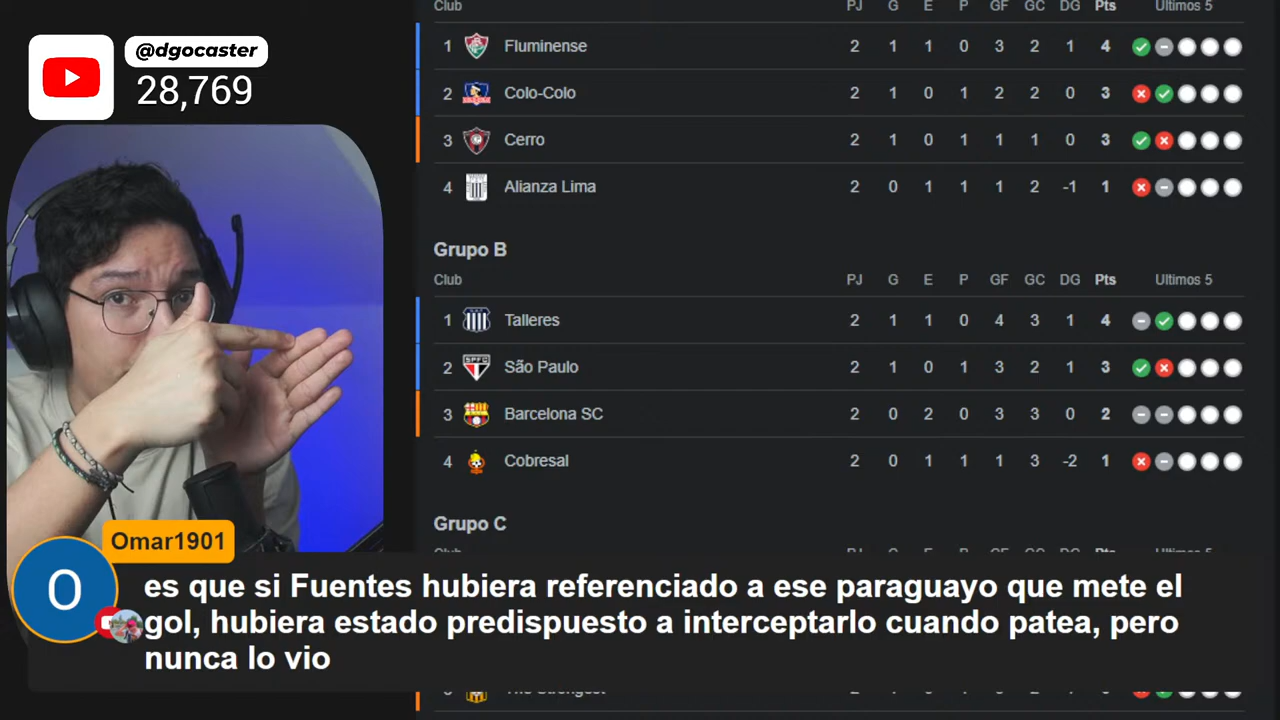 @dgocaster
28,769
Club PJ G E P GF GC DG Pts Últimos 5
1 Fluminense 2 1 1 0 3 2 1 4
2 Colo-Colo 2 1 0 1 2 2 0 3
3 Cerro 2 1 0 1 1 1 0 3
4 Alianza Lima 2 0 1 1 1 2 -1 1
Grupo B
Club PJ G E P GF GC DG Pts Últimos 5
1 Talleres 2 1 1 0 4 3 1 4
2 São Paulo 2 1 0 1 3 2 1 3
3 Barcelona SC 2 0 2 0 3 3 0 2
4 Cobresal 2 0 1 1 1 3 -2 1
Grupo C
Omar1901
O
es que si Fuentes hubiera referenciado a ese paraguayo que mete el
gol, hubiera estado predispuesto a interceptarlo cuando patea, pero
nunca lo vio
The Strongest